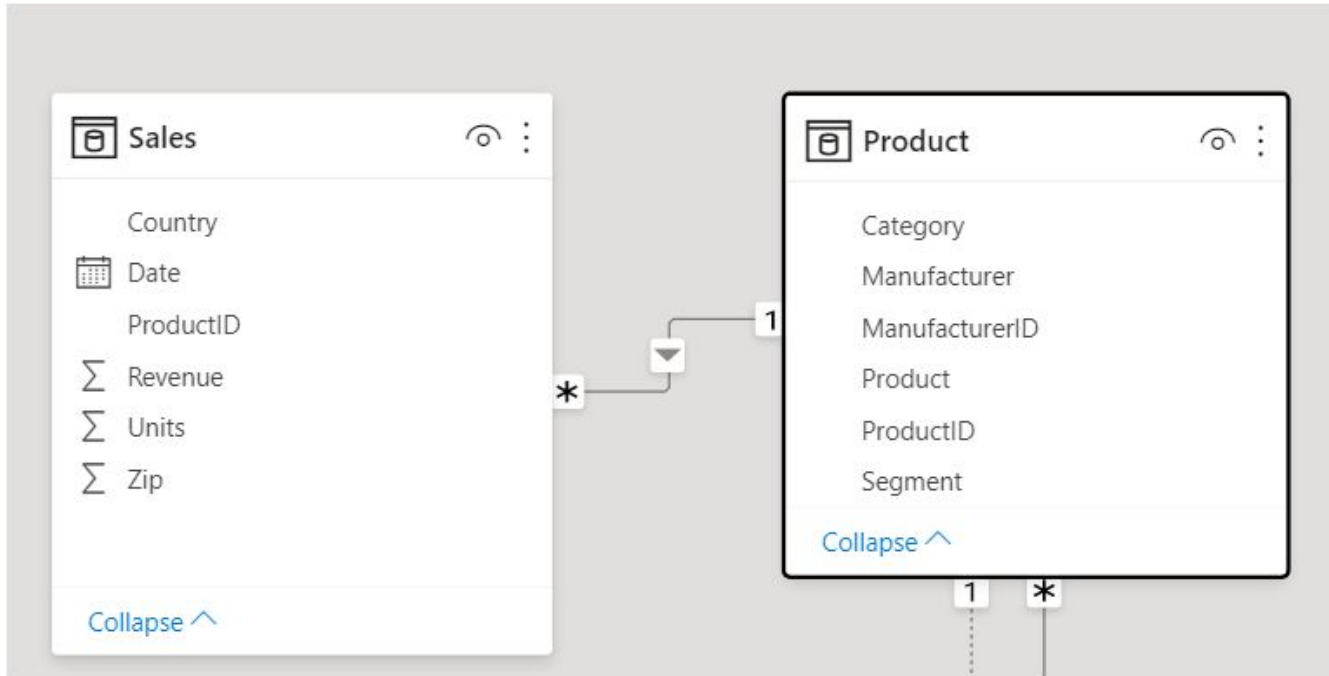 Sales
Country
Date
ProductID
Σ Revenue
Σ Units
Σ Zip
Collapse
*
1
Product
Category
Manufacturer
ManufacturerID
Product
ProductID
Segment
Collapse
1 *